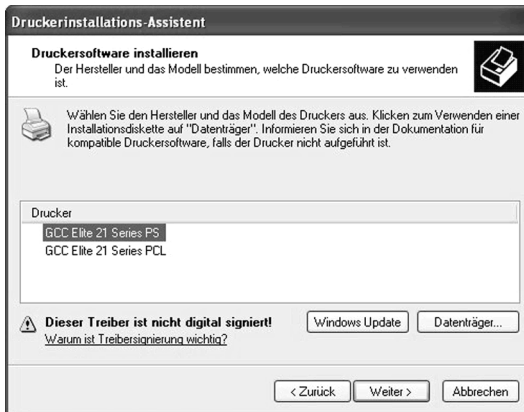 Druckerinstallations-Assistent
Druckersoftware installieren
Der Hersteller und das Modell bestimmen, welche Druckersoftware zu verwenden
ist.
Wählen Sie den Hersteller und das Modell des Druckers aus. Klicken zum Verwenden einer
Installationsdiskette auf "Datenträger". Informieren Sie sich in der Dokumentation für
kompatible Druckersoftware, falls der Drucker nicht aufgeführt ist.
Drucker
GCC Elite 21 Series PS
GCC Elite 21 Series PCL
Dieser Treiber ist nicht digital signiert!
Windows Update
Datenträger...
Warum ist Treibersignierung wichtig?
< Zurück
Weiter >
Abbrechen